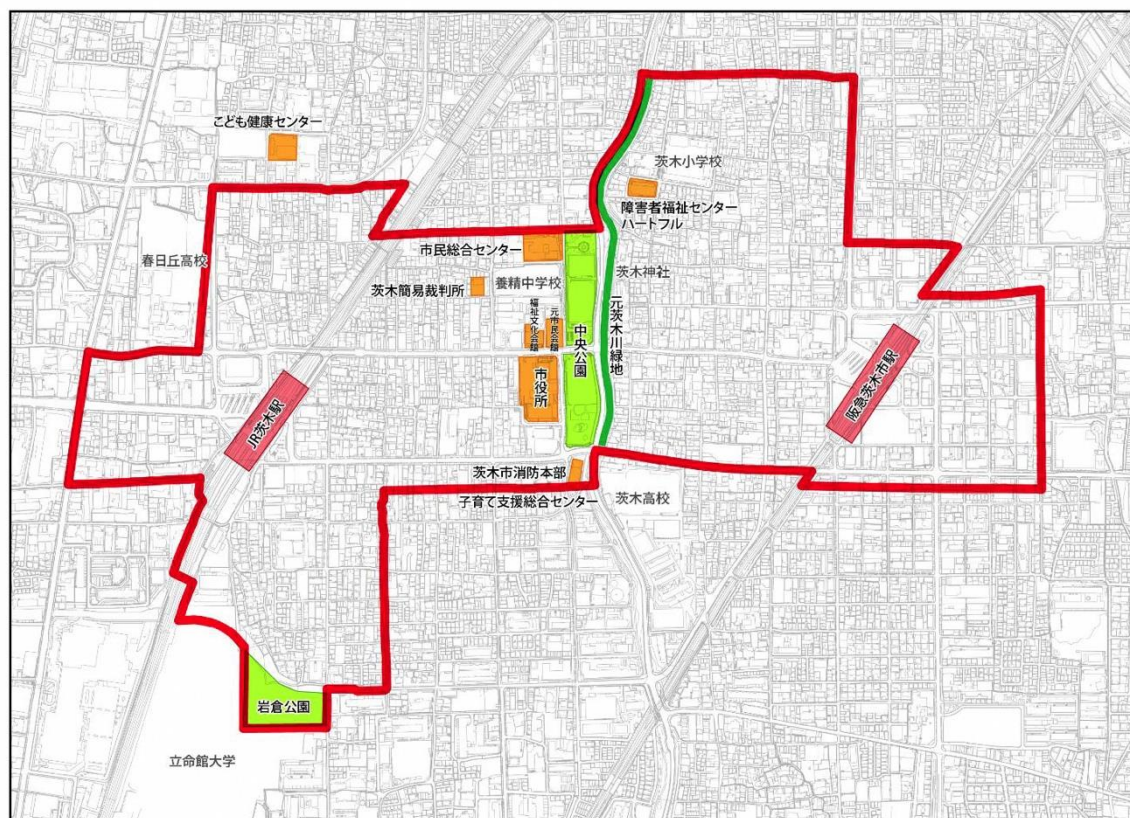 こども健康センター
茨木小学校
障害者福祉センター
ハートフル
市民総合センター
春日丘高校
養精中学校
茨木神社
茨木簡易裁判所
福祉文化会館
元市民会館
中央公園
元茨木川緑地
市役所
JR茨木駅
阪急茨木市駅
茨木市消防本部
子育て支援総合センター
茨木高校
岩倉公園
立命館大学